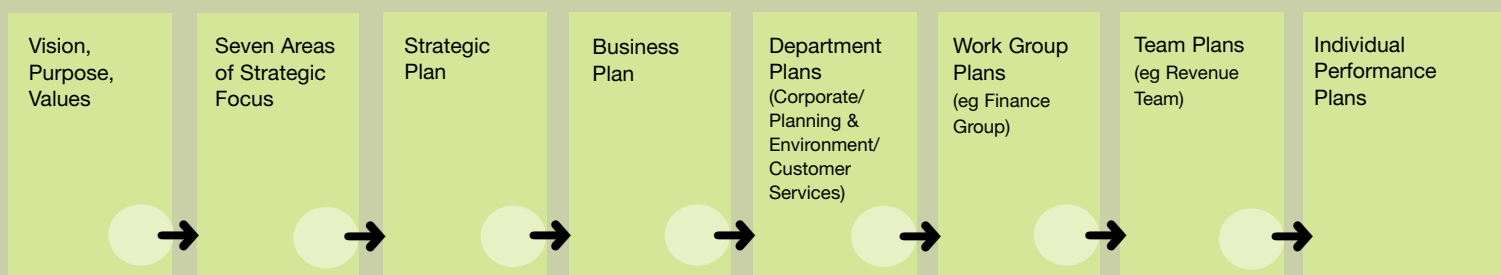 Vision,
Purpose,
Values
Seven Areas
of Strategic
Focus
Strategic
Plan
Business
Plan
Department
Plans
(Corporate/
Planning &
Environment/
Customer
Services)
Work Group
Plans
(eg Finance
Group)
Team Plans
(eg Revenue
Team)
Individual
Performance
Plans